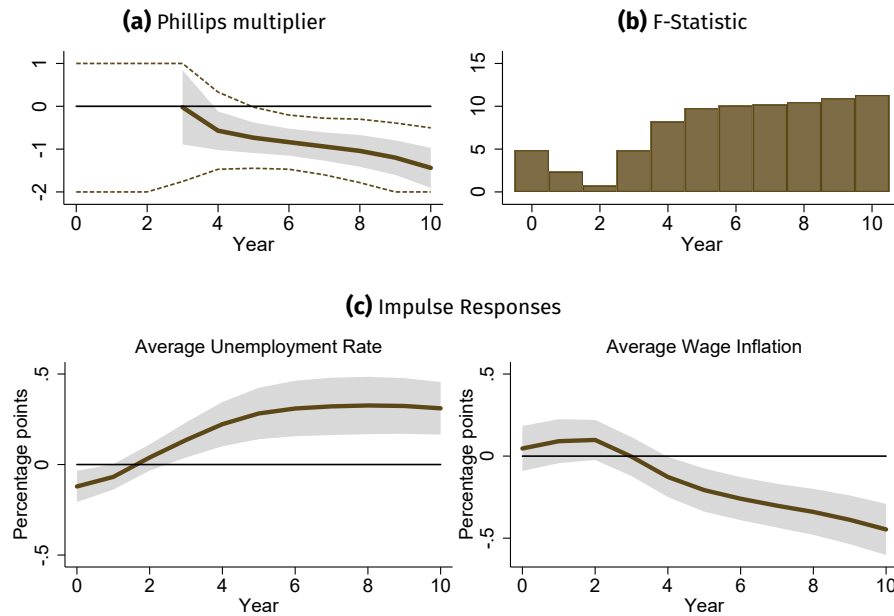 (a) Phillips multiplier
(b) F-Statistic
1
0
-1
-2
0 2 4 6 8 10
Year
15
10
5
0
0 2 4 6 8 10
Year
(c) Impulse Responses
Average Unemployment Rate
Average Wage Inflation
Percentage points
.5
0
-.5
0 2 4 6 8 10
Year
Percentage points
.5
0
-.5
0 2 4 6 8 10
Year